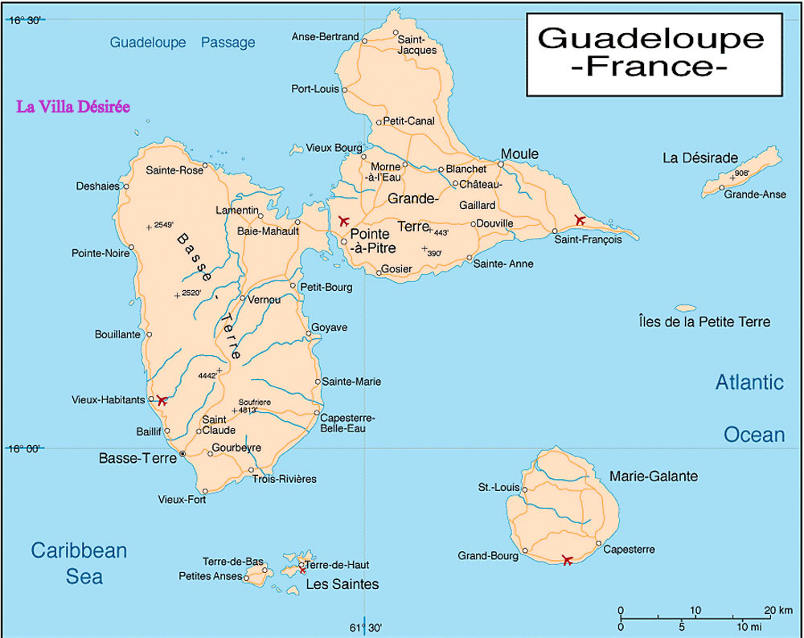 16° 30'
Guadeloupe Passage
Guadeloupe
-France-
La Villa Désirée
Anse-Bertrand
Saint-
Jacques
Port-Louis
Petit-Canal
Vieux Bourg
Morne
-à-l'Eau
Blanchet
Moule
Château-
Gaillard
Grande-
Terre
443'
390'
Douville
Saint-François
Sainte- Anne
Gosier
Pointe
-à-Pitre
La Désirade
908'
Grande-Anse
Îles de la Petite Terre
Sainte-Rose
Deshaies
Lamentin
Baie-Mahault
2549'
Basse - Terre
Pointe-Noire
2520'
Vernou
Petit-Bourg
Bouillante
Goyave
4442'
Sainte-Marie
Vieux-Habitants
Soufriere
4813'
Capesterre-
Belle-Eau
Baillif
Saint
Claude
Gourbeyre
Basse-Terre
Trois-Rivières
Vieux-Fort
16° 00'
Atlantic
Ocean
Marie-Galante
St.-Louis
Grand-Bourg
Capesterre
Caribbean
Sea
Terre-de-Bas
Petites Anses
Terre-de-Haut
Les Saintes
61° 30'
0 10 20 km
0 5 10 mi